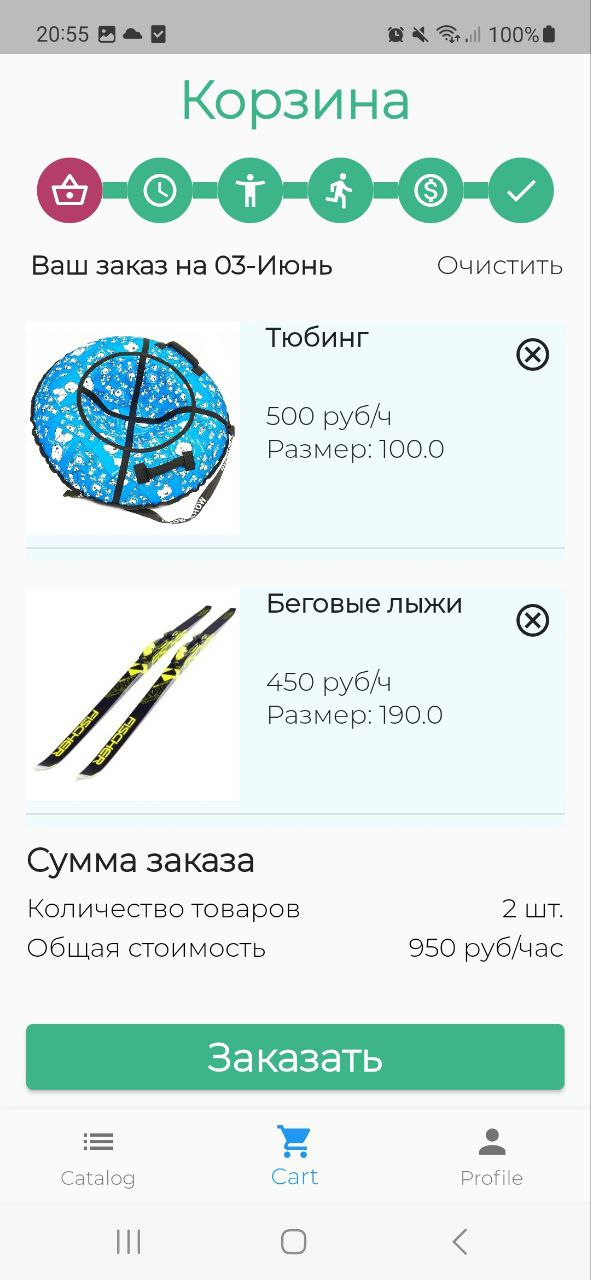 20:55 100%
Корзина
Ваш заказ на 03-Июнь Очистить
Тюбинг
500 руб/ч
Размер: 100.0
Беговые лыжи
450 руб/ч
Размер: 190.0
FISCHER
FISCHER
Сумма заказа
Количество товаров 2 шт.
Общая стоимость 950 руб/час
Заказать
Catalog Cart Profile